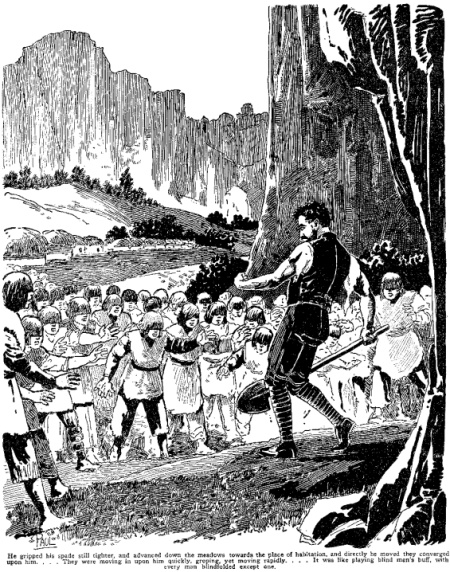 PAUL
He gripped his spade still tighter, and advanced down the meadows towards the place of habitation, and directly he moved they converged
upon him. . . . . They were moving in upon him quickly, groping, yet moving rapidly. . . . . It was like playing blind man's buff, with
every man blindfolded except one.